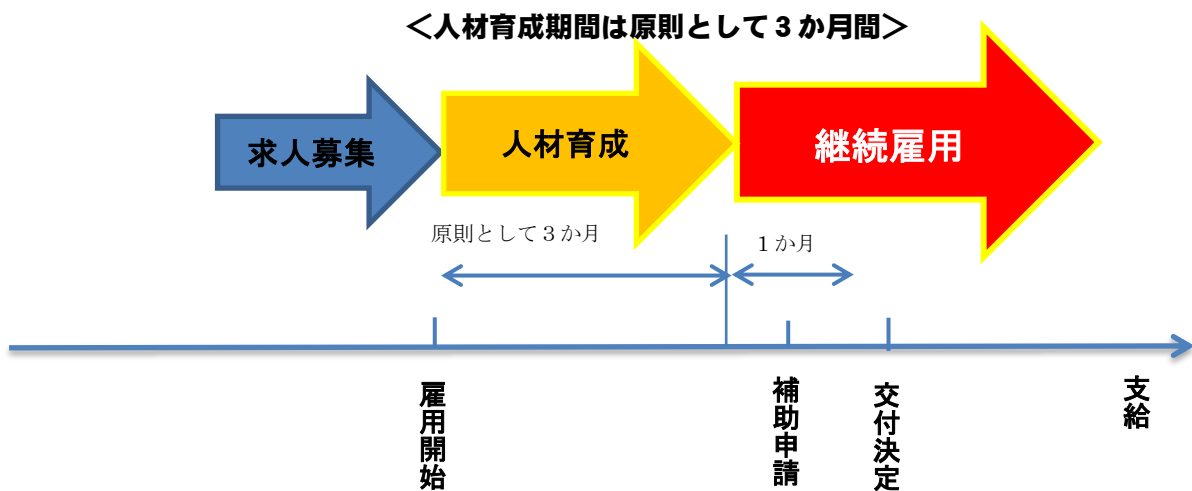 ＜人材育成期間は原則として３か月間＞
求人募集
人材育成
継続雇用
原則として３か月
１か月
雇用開始
補助申請
交付決定
支給